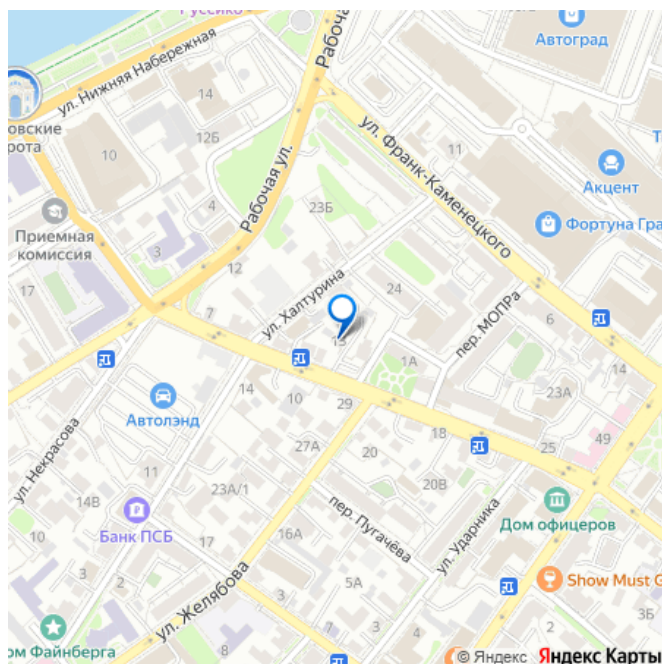 Руссико
ул. Нижняя Набережная
Рабоча
Автоград
14
овские
рота
10
12Б
4
Рабочая ул.
ул. Франк-Каменецкого
11
Акцент
Т
Фортуна Гра
Приемная
комиссия
23Б
17
3
12
ул. Халтурина
24
7
13
пер. МОПРа
6
1А
14
14
10
29
23А
Автолэнд
18
25
49
ул. Некрасова
27А
20
11
23А/1
20В
14В
Банк ПСБ
пер. Пугачёва
ул. Ударника
Дом офицеров
17
16А
Show Must G
3
2
5А
ул. Желябова
2
3Б
3
7
4
1
ом Файнберга
© Яндекс Яндекс Карты